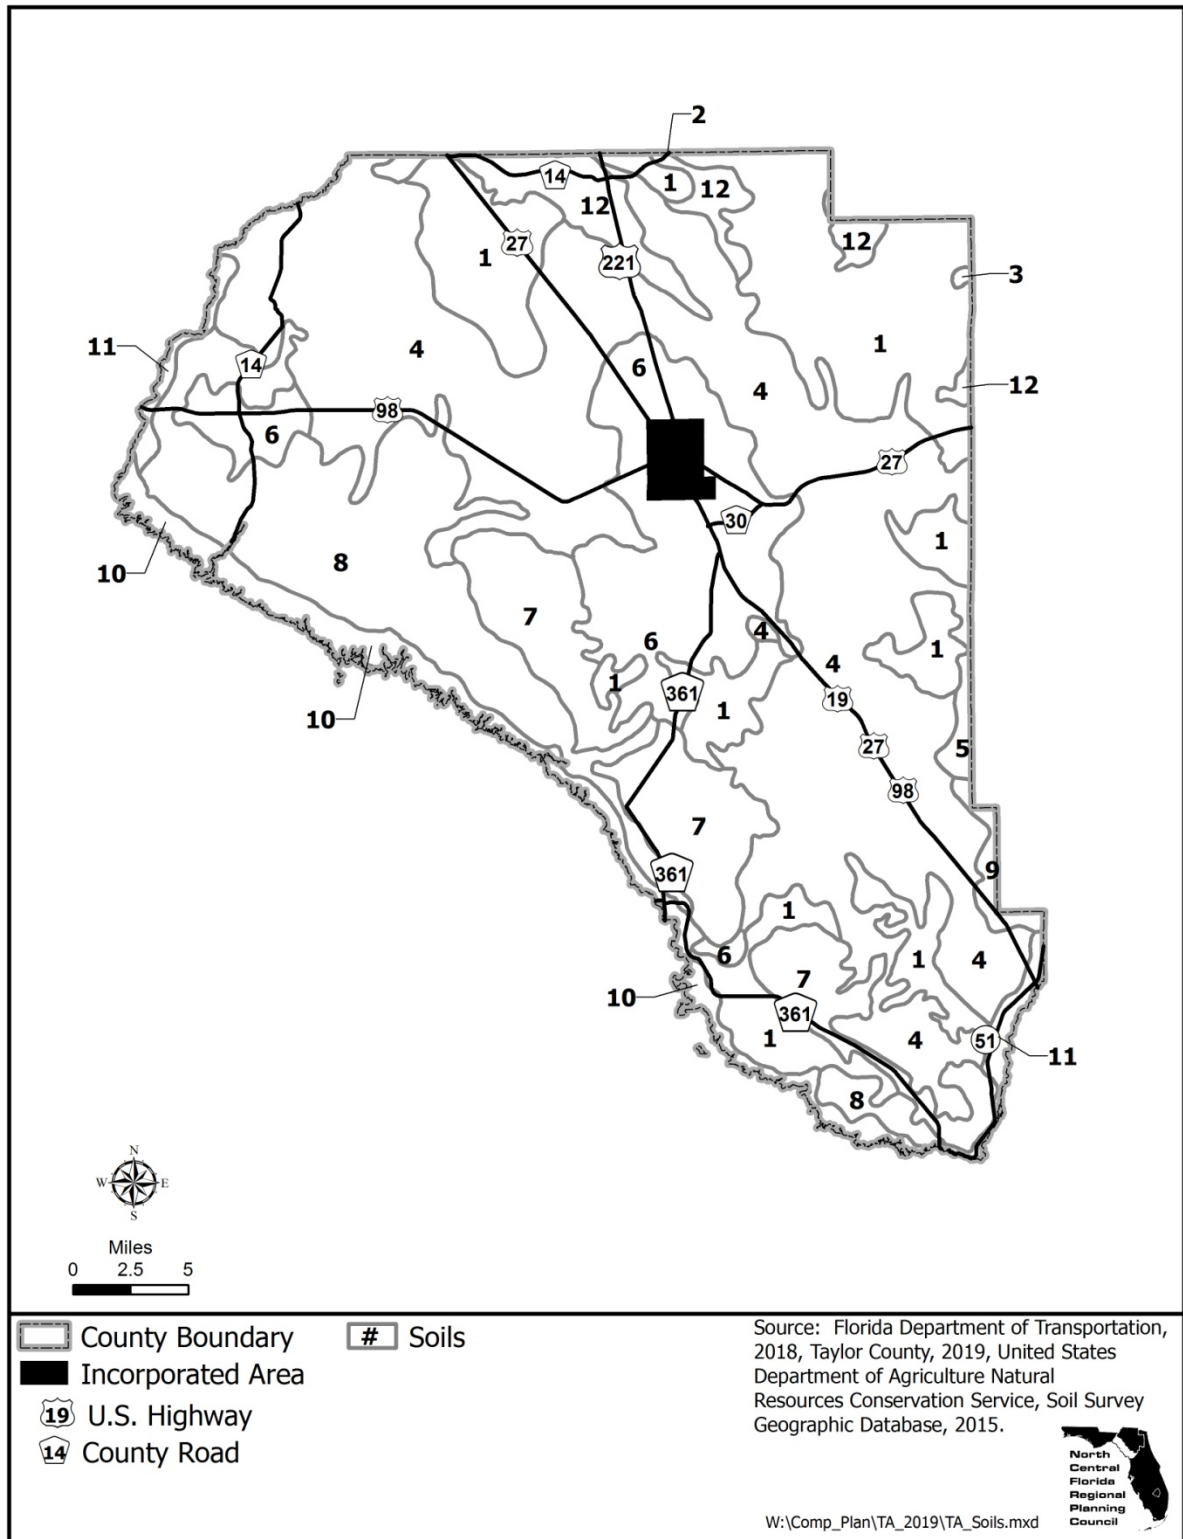 2
14
1
12
12
27
1
221
12
3
11
4
1
6
14
4
12
98
6
27
30
1
10
8
7
4
6
4
1
1
361
10
1
19
27
5
98
7
361
9
1
6
1
4
7
10
361
1
4
51
11
8
N
W E
S
Miles
0 2.5 5
County Boundary
# Soils
Incorporated Area
19 U.S. Highway
14 County Road
Source: Florida Department of Transportation,
2018, Taylor County, 2019, United States
Department of Agriculture Natural
Resources Conservation Service, Soil Survey
Geographic Database, 2015.
North
Central
Florida
Regional
Planning
Council
W:\Comp_Plan\TA_2019\TA_Soils.mxd